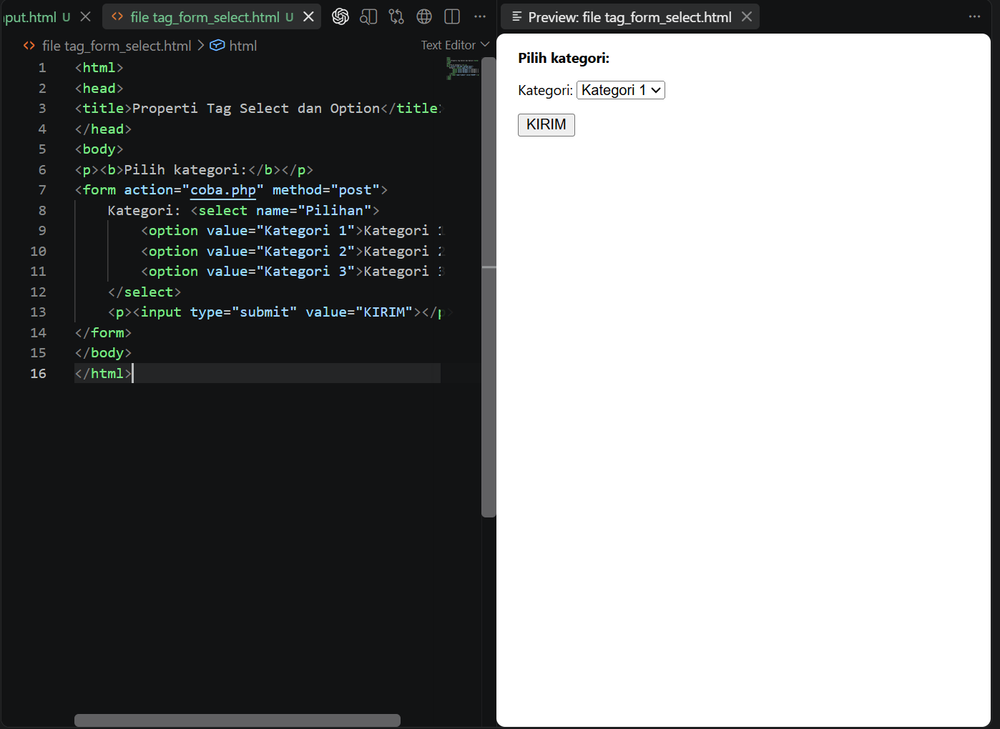 put.html U
file tag_form_select.html U
file tag_form_select.html > html
Text Editor
1 <html>
2 <head>
3 <title>Properti Tag Select dan Option</title>
4 </head>
5 <body>
6 <p><b>Pilih kategori:</b></p>
7 <form action="coba.php" method="post">
8 Kategori: <select name="Pilihan">
9 <option value="Kategori 1">Kategori 1
10 <option value="Kategori 2">Kategori 2
11 <option value="Kategori 3">Kategori 3
12 </select>
13 <p><input type="submit" value="KIRIM"></p>
14 </form>
15 </body>
16 </html>
Preview: file tag_form_select.html
Pilih kategori:
Kategori: Kategori 1
KIRIM